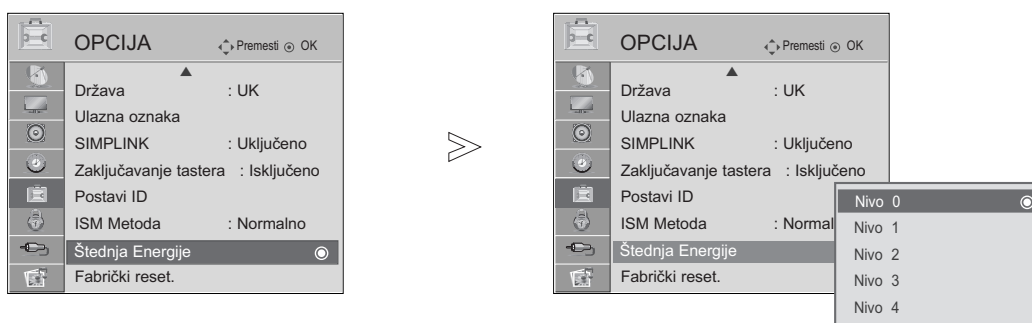 OPCIJA Premesti OK
Država : UK
Ulazna oznaka
SIMPLINK : Uključeno
Zaključavanje tastera : Isključeno
Postavi ID
ISM Metoda : Normalno
Štednja Energije
Fabrički reset.
OPCIJA Premesti OK
Država : UK
Ulazna oznaka
SIMPLINK : Uključeno
Zaključavanje tastera : Isključeno
Postavi ID
ISM Metoda : Normal
Štednja Energije
Fabrički reset.
Nivo 0
Nivo 1
Nivo 2
Nivo 3
Nivo 4